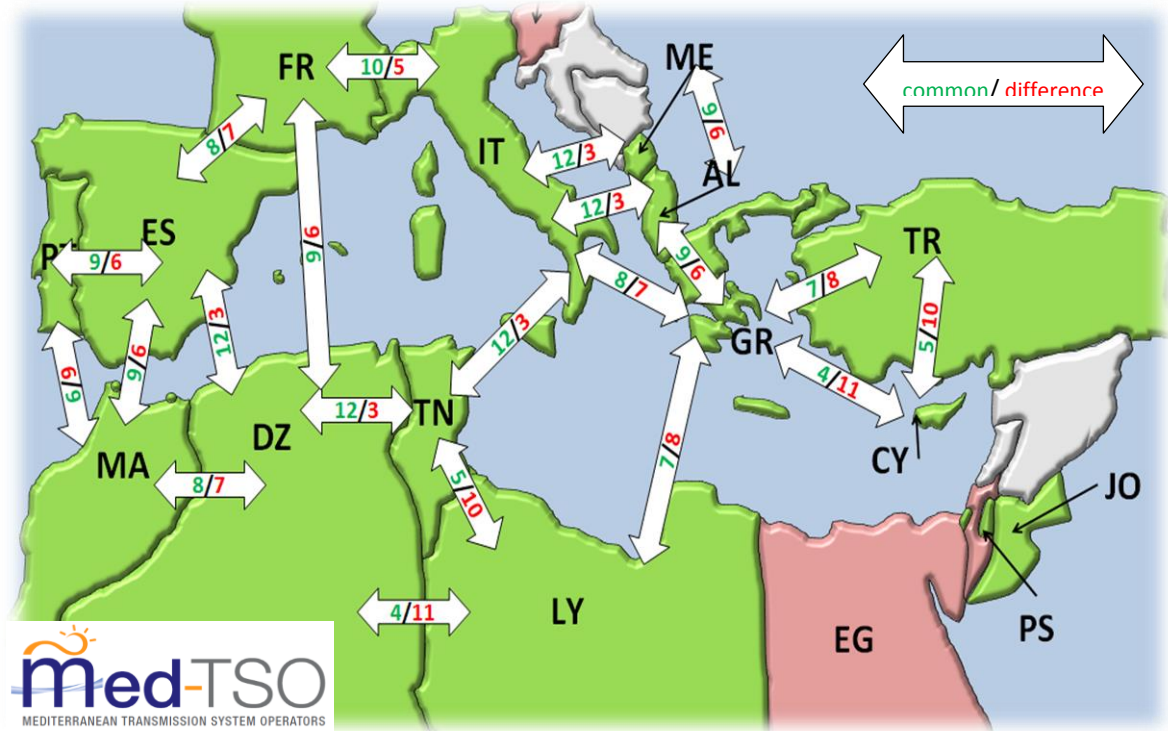 ME
FR
10/5
common/ difference
9/6
8/7
IT
12/3
AL
12/3
ES
PT
9/6
9/6
9/6
TR
8/7
7/8
12/3
12/3
5/10
GR
9/6
6/9
4/11
12/3
TN
DZ
7/8
CY
MA
8/7
5/10
JO
4/11
LY
PS
EG
med-TSO
MEDITERRANEAN TRANSMISSION SYSTEM OPERATORS